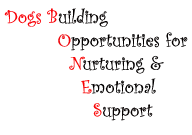 Dogs Building
Opportunities for
Nurturing &
Emotional
Support